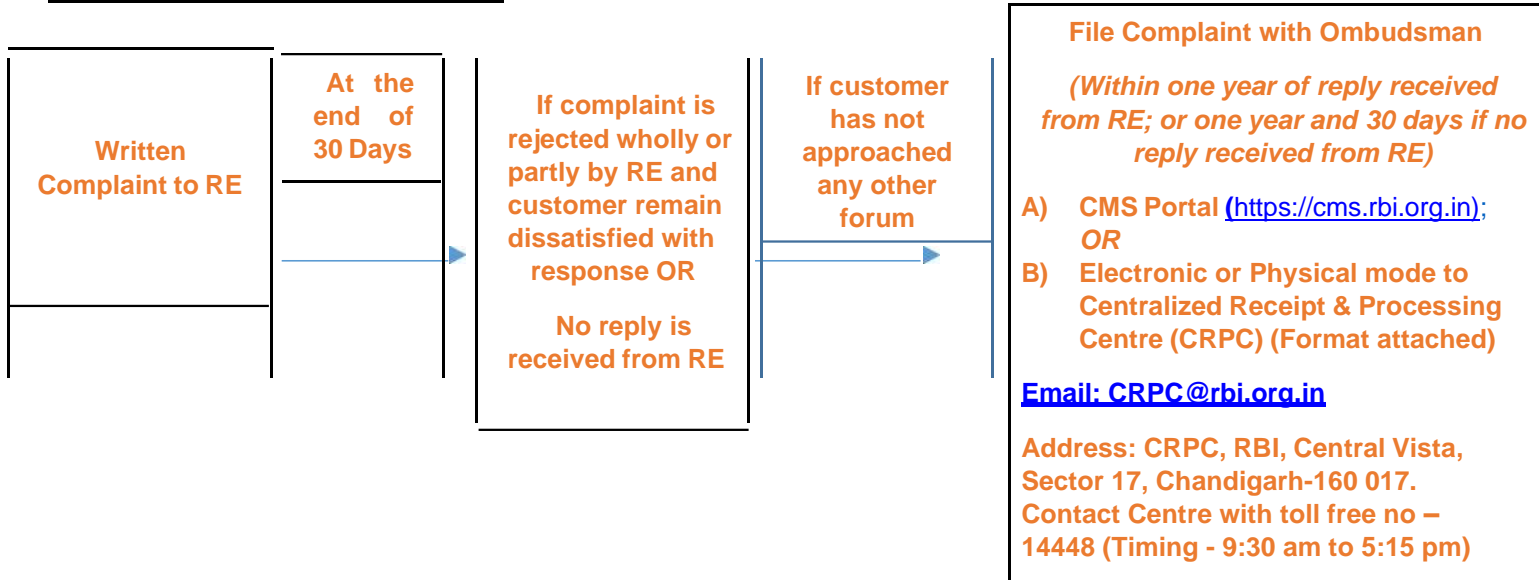 Written
Complaint to RE
At the
end of
30 Days
If complaint is
rejected wholly or
partly by RE and
customer remain
dissatisfied with
response OR
No reply is
received from RE
If customer
has not
approached
any other
forum
File Complaint with Ombudsman
(Within one year of reply received
from RE; or one year and 30 days if no
reply received from RE)
A) CMS Portal (https://cms.rbi.org.in);
OR
B) Electronic or Physical mode to
Centralized Receipt & Processing
Centre (CRPC) (Format attached)
Email: CRPC@rbi.org.in
Address: CRPC, RBI, Central Vista,
Sector 17, Chandigarh-160 017.
Contact Centre with toll free no –
14448 (Timing - 9:30 am to 5:15 pm)